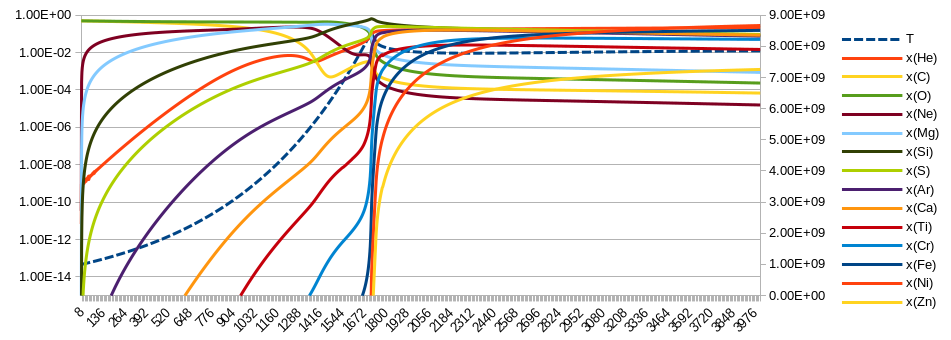 1.00E+00
1.00E-02
1.00E-04
1.00E-06
1.00E-08
1.00E-10
1.00E-12
1.00E-14
9.00E+09
8.00E+09
7.00E+09
6.00E+09
5.00E+09
4.00E+09
3.00E+09
2.00E+09
1.00E+09
0.00E+00
8
136
264
392
520
648
776
904
1032
1160
1288
1416
1544
1672
1800
1928
2056
2184
2312
2440
2568
2696
2824
2952
3080
3208
3336
3464
3592
3720
3848
3976
T
x(He)
x(C)
x(O)
x(Ne)
x(Mg)
x(Si)
x(S)
x(Ar)
x(Ca)
x(Ti)
x(Cr)
x(Fe)
x(Ni)
x(Zn)